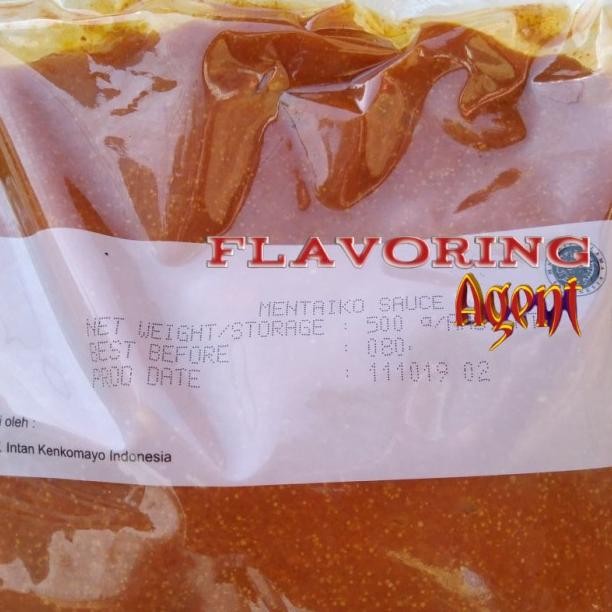 FLAVORING
Agent
MENTAIKO SAUCE
NET WEIGHT/STORAGE : 500 g/
BEST BEFORE : 080
PROD DATE : 111019 02
i oleh :
. Intan Kenkomayo Indonesia